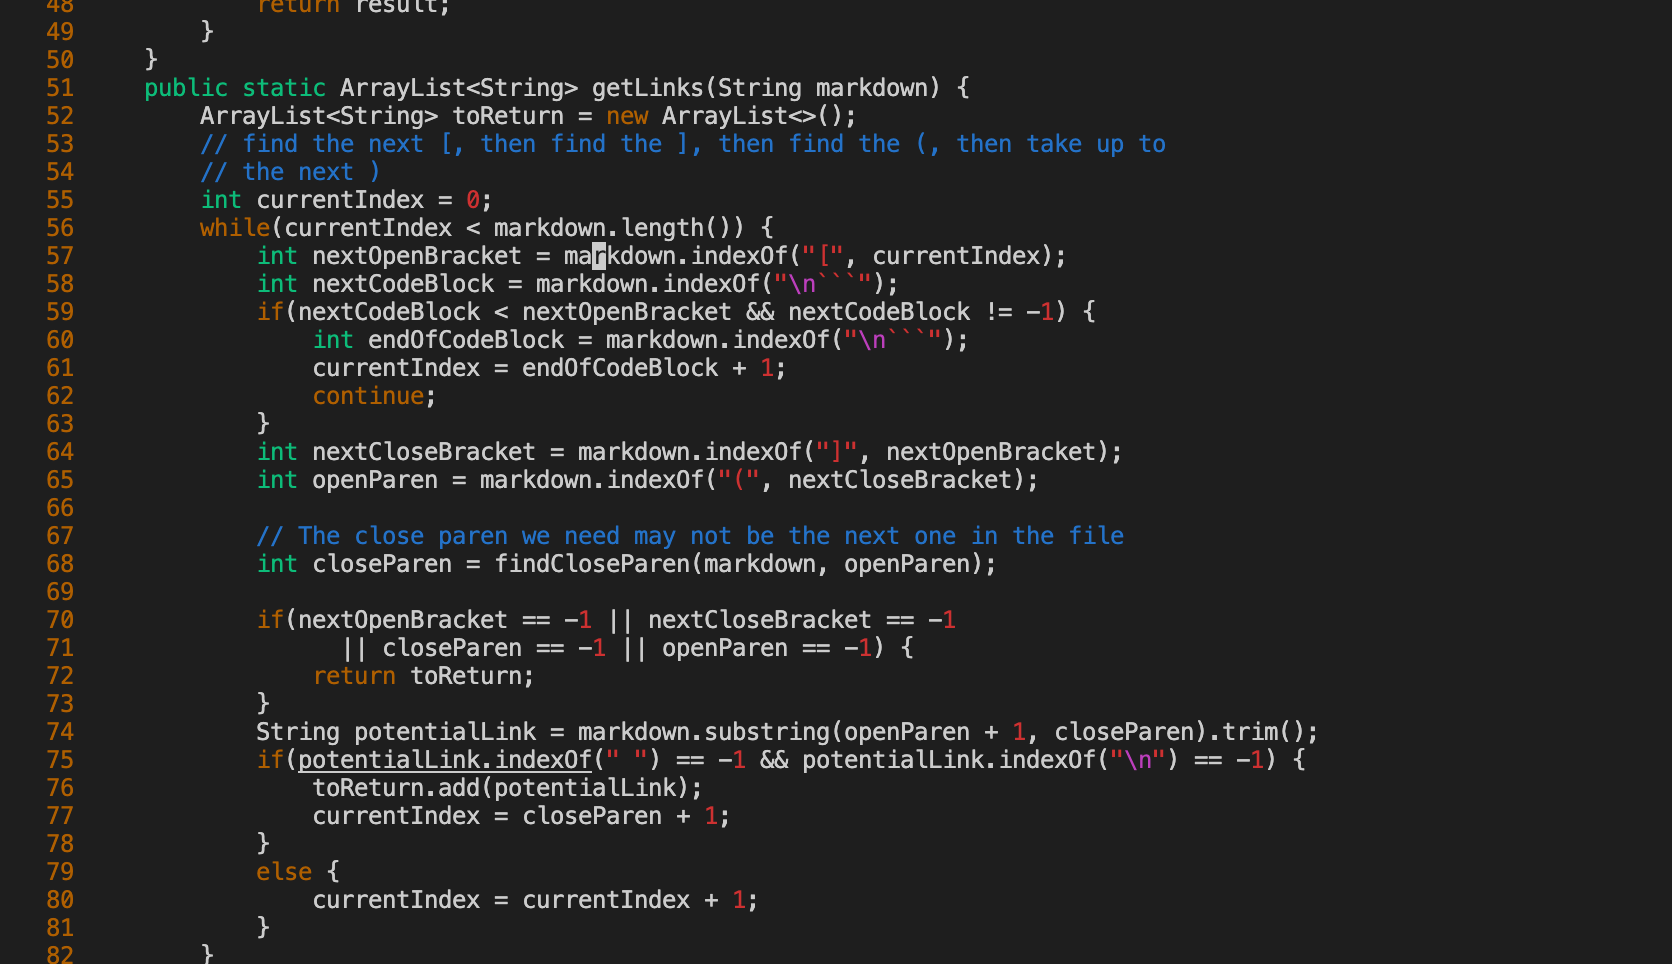 48 return result;
49 }
50 }
51 public static ArrayList<String> getLinks(String markdown) {
52 ArrayList<String> toReturn = new ArrayList<>();
53 // find the next [, then find the ], then find the (, then take up to
54 // the next )
55 int currentIndex = 0;
56 while(currentIndex < markdown.length()) {
57 int nextOpenBracket = markdown.indexOf("[", currentIndex);
58 int nextCodeBlock = markdown.indexOf("\n```");
59 if(nextCodeBlock < nextOpenBracket && nextCodeBlock != -1) {
60 int endOfCodeBlock = markdown.indexOf("\n```");
61 currentIndex = endOfCodeBlock + 1;
62 continue;
63 }
64 int nextCloseBracket = markdown.indexOf("]", nextOpenBracket);
65 int openParen = markdown.indexOf("(", nextCloseBracket);
66
67 // The close paren we need may not be the next one in the file
68 int closeParen = findCloseParen(markdown, openParen);
69
70 if(nextOpenBracket == -1 || nextCloseBracket == -1
71 || closeParen == -1 || openParen == -1) {
72 return toReturn;
73 }
74 String potentialLink = markdown.substring(openParen + 1, closeParen).trim();
75 if(potentialLink.indexOf(" ") == -1 && potentialLink.indexOf("\n") == -1) {
76 toReturn.add(potentialLink);
77 currentIndex = closeParen + 1;
78 }
79 else {
80 currentIndex = currentIndex + 1;
81 }
82 }